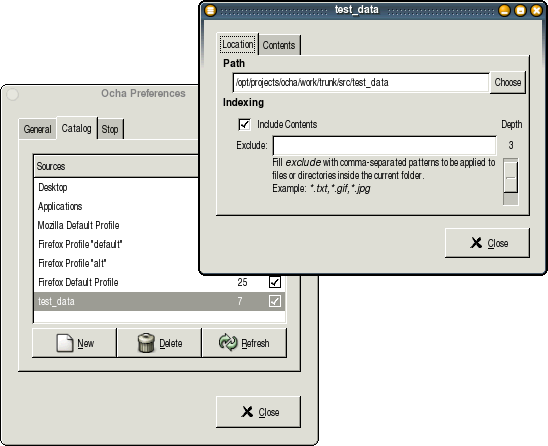 test_data
Location Contents
Path
/opt/projects/ocha/work/trunk/src/test_data Choose
Indexing
Include Contents Depth
Exclude: 3
Fill exclude with comma-separated patterns to be applied to
files or directories inside the current folder.
Example: *.txt,*.gif,*.jpg
Close
Ocha Preferences
General Catalog Stop
Sources
Desktop
Applications
Mozilla Default Profile
Firefox Profile "default"
Firefox Profile "alt"
Firefox Default Profile 25
test_data 7
New Delete Refresh
Close